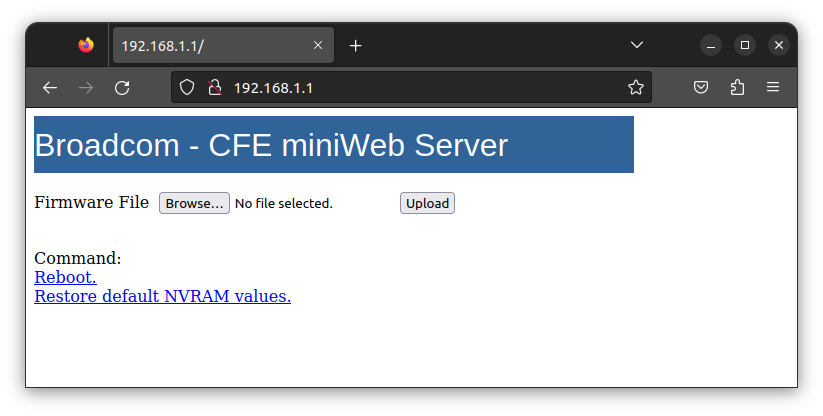 192.168.1.1/
192.168.1.1
Broadcom - CFE miniWeb Server
Firmware File Browse... No file selected. Upload
Command:
Reboot.
Restore default NVRAM values.